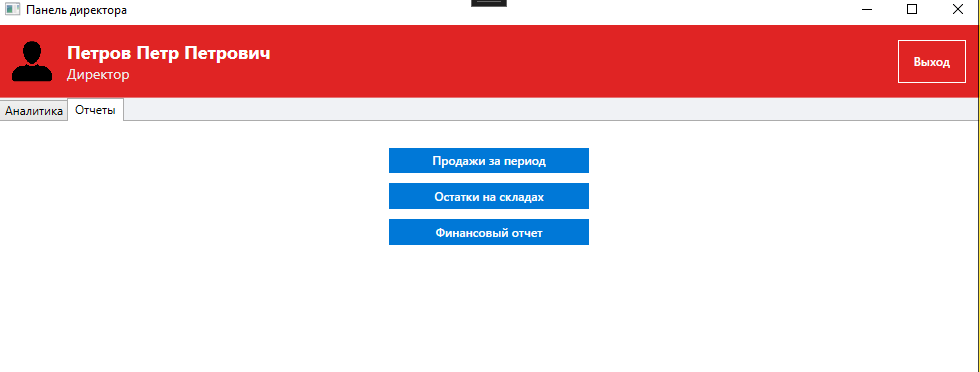 Панель директора
Петров Петр Петрович
Директор
Выход
Аналитика
Отчеты
Продажи за период
Остатки на складах
Финансовый отчет